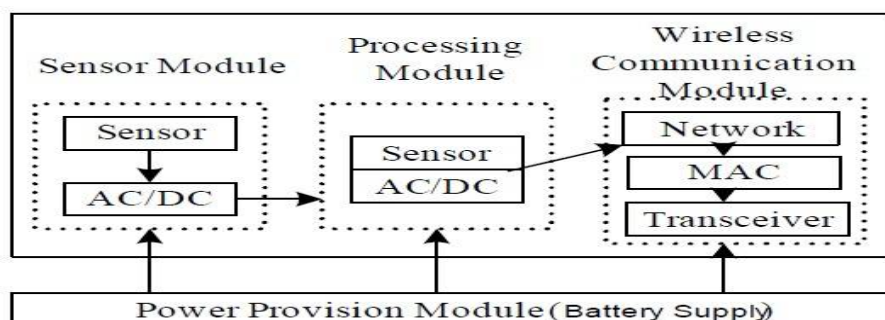 Sensor Module
Sensor
AC/DC
Processing
Module
Sensor
AC/DC
Wireless
Communication
Module
Network
MAC
Transceiver
Power Provision Module(Battery Supply)